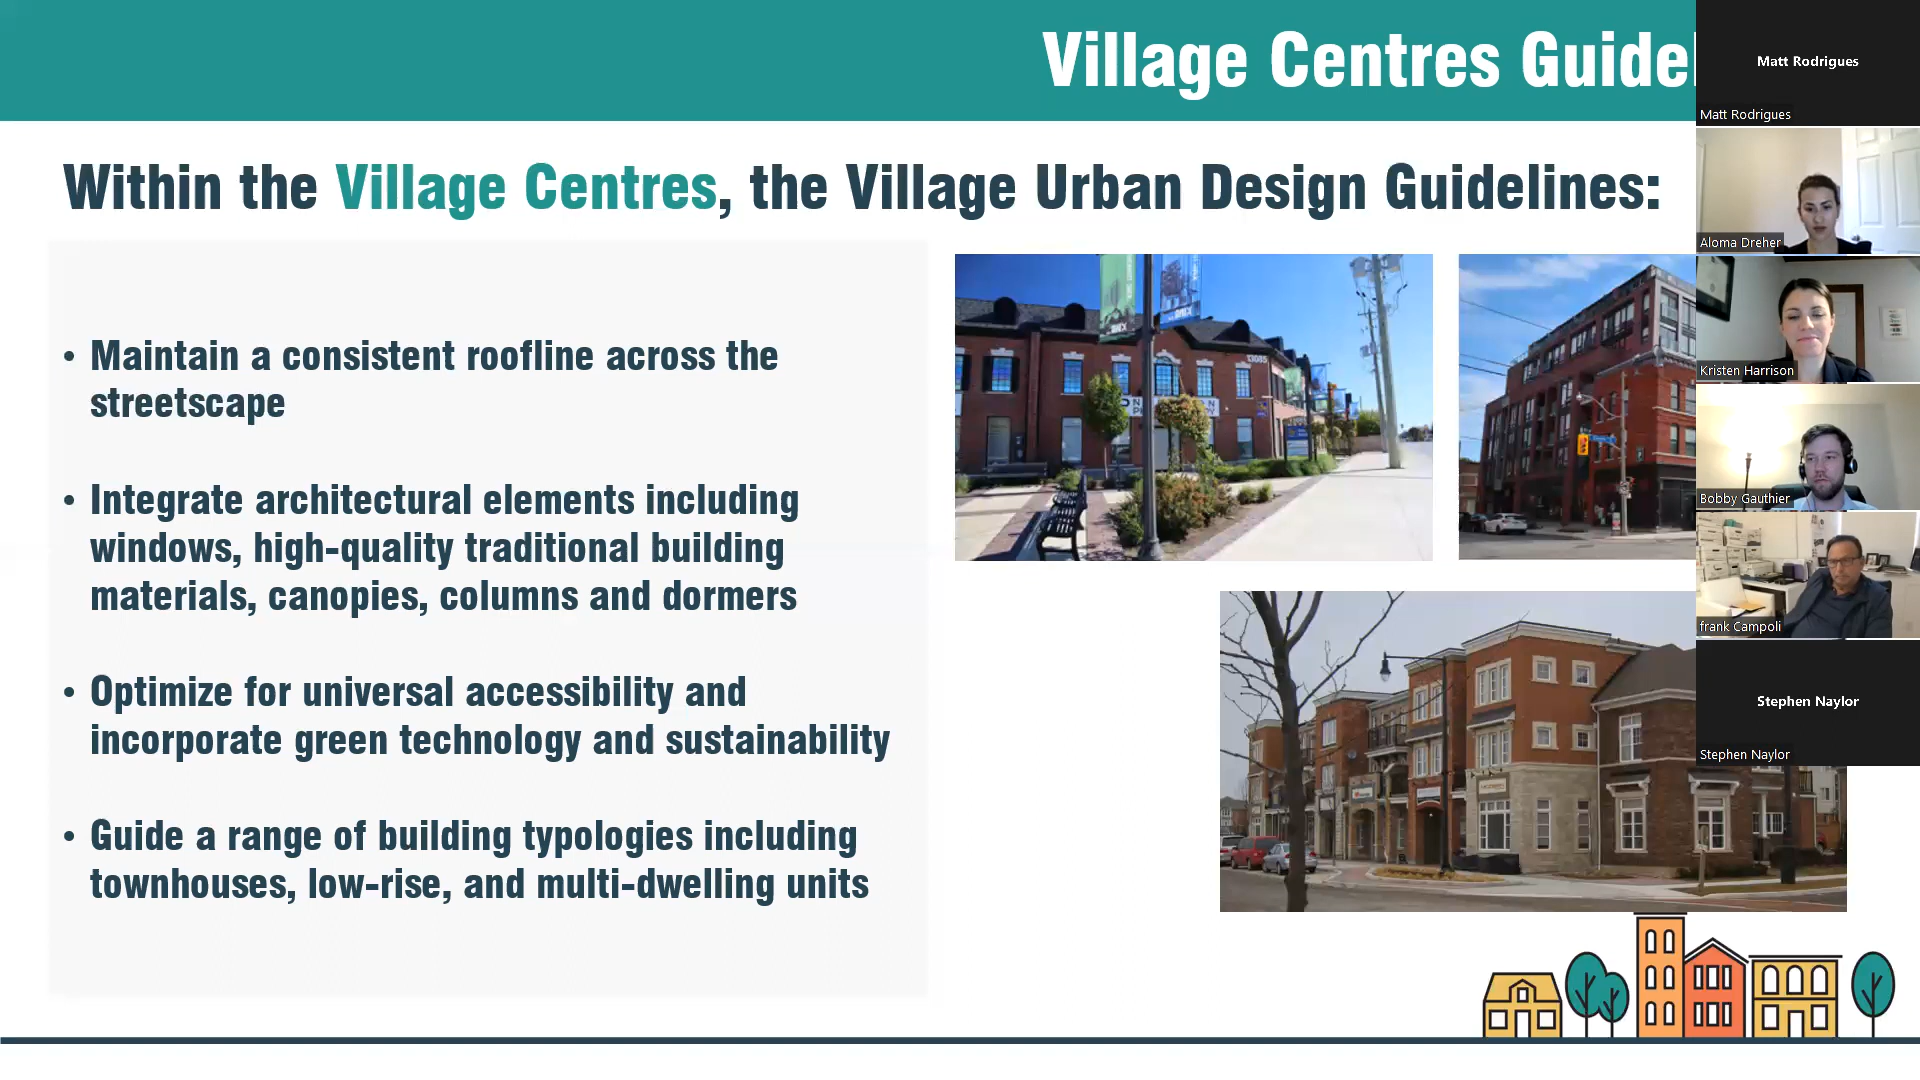 Village Centres Guidel
Within the Village Centres, the Village Urban Design Guidelines:
• Maintain a consistent roofline across the
streetscape
• Integrate architectural elements including
windows, high-quality traditional building
materials, canopies, columns and dormers
• Optimize for universal accessibility and
incorporate green technology and sustainability
• Guide a range of building typologies including
townhouses, low-rise, and multi-dwelling units
13085
Matt Rodrigues
Matt Rodrigues
Aloma Dreher
Kristen Harrison
Bobby Gauthier
frank Campoli
Stephen Naylor
Stephen Naylor